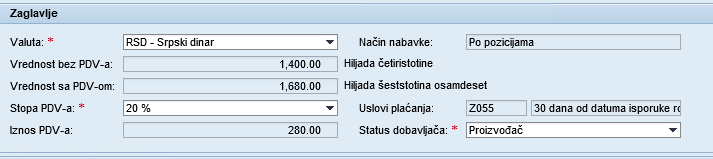 Zaglavlje
Valuta: * RSD - Srpski dinar Način nabavke: Po pozicijama
Vrednost bez PDV-a: 1,400.00 Hiljada četiristotine
Vrednost sa PDV-om: 1,680.00 Hiljada šeststotina osamdeset
Stopa PDV-a: * 20 % Uslovi plaćanja: Z055 30 dana od datuma isporuke ro
Iznos PDV-a: 280.00 Status dobavljača: * Proizvođač